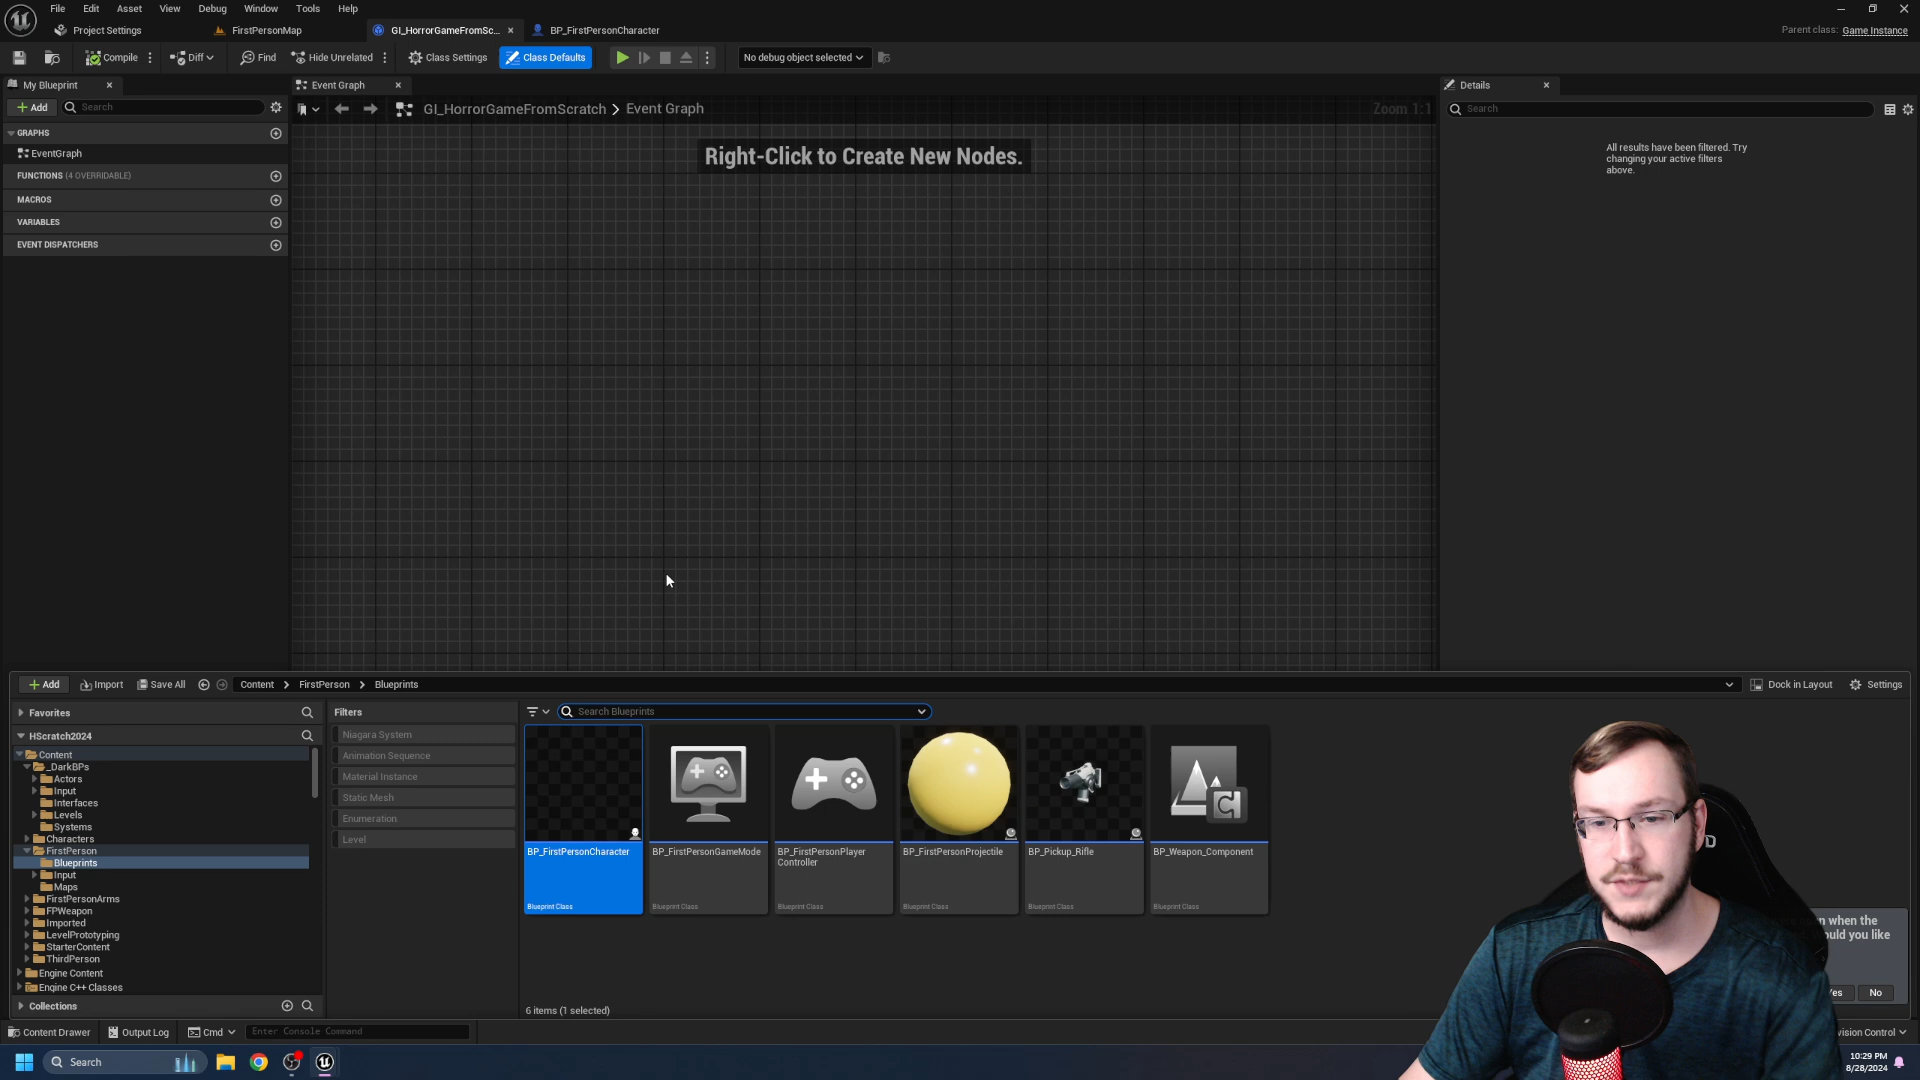 File Edit Asset View Debug Window Tools Help
Project Settings
FirstPersonMap
GI_HorrorGameFromSc...
BP_FirstPersonCharacter
Parent class: Game Instance
Compile
Diff
Find
Hide Unrelated
Class Settings
Class Defaults
No debug object selected
My Blueprint
Event Graph
Details
Add
Search
GI_HorrorGameFromScratch > Event Graph
Zoom 1:1
Search
GRAPHS
EventGraph
FUNCTIONS (4 OVERRIDABLE)
MACROS
VARIABLES
EVENT DISPATCHERS
Right-Click to Create New Nodes.
All results have been filtered. Try
changing your active filters
above.
Add
Import
Save All
Content > FirstPerson > Blueprints
Dock in Layout
Settings
Favorites
HScratch2024
Content
_DarkBPs
Actors
Input
Interfaces
Levels
Systems
Characters
FirstPerson
Blueprints
Input
Maps
FirstPersonArms
FPWeapon
Imported
LevelPrototyping
StarterContent
ThirdPerson
Engine Content
Engine C++ Classes
Collections
Filters
Niagara System
Animation Sequence
Material Instance
Static Mesh
Enumeration
Level
Search Blueprints
BP_FirstPersonCharacter
Blueprint Class
BP_FirstPersonGameMode
Blueprint Class
BP_FirstPersonPlayer
Controller
Blueprint Class
BP_FirstPersonProjectile
Blueprint Class
BP_Pickup_Rifle
Blueprint Class
BP_Weapon_Component
Blueprint Class
6 items (1 selected)
when the
ould you like
No
Content Drawer
Output Log
Cmd
Enter Console Command
vision Control
Search
10:29 PM
8/28/2024